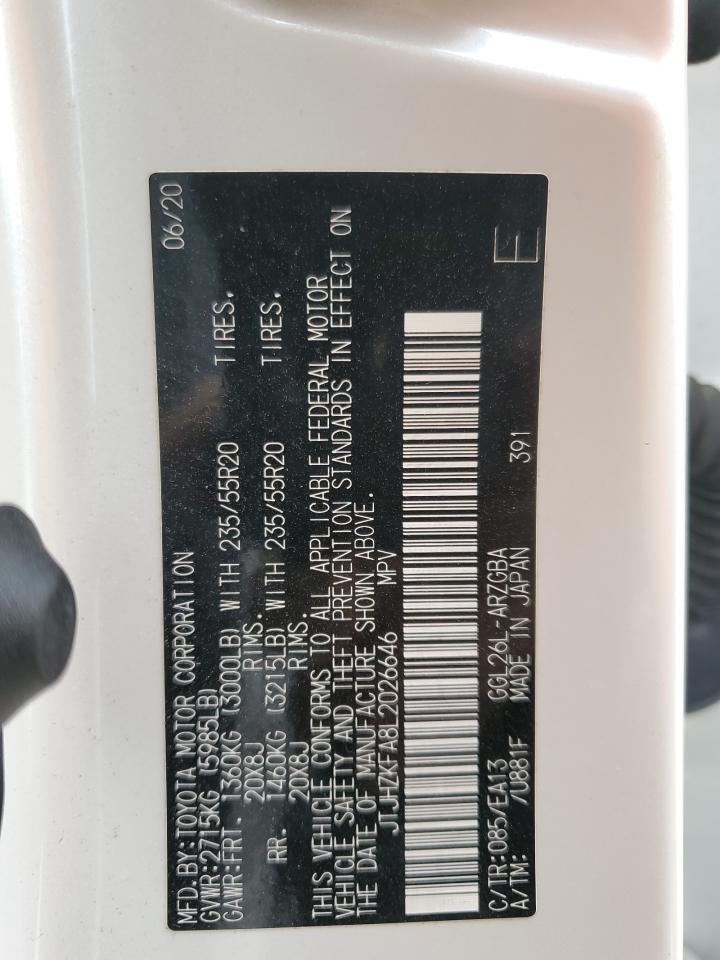 MFD. BY:TOYOTA MOTOR CORPORATION 06/20
GVWR:2715KG (5985LB)
GAWR:FRT. 1360KG (3000LB) WITH 235/55R20 TIRES.
20X8J RIMS.
RR. 1460KG (3215LB) WITH 235/55R20 TIRES.
20X8J RIMS.
THIS VEHICLE CONFORMS TO ALL APPLICABLE FEDERAL MOTOR
VEHICLE SAFETY AND THEFT PREVENTION STANDARDS IN EFFECT ON
THE DATE OF MANUFACTURE SHOWN ABOVE.
JTJHZKFA8L2026646 MPV
C/TR:085/EA13 GGL26L-ARZGBA 391 E
A/TM: /U881F MADE IN JAPAN